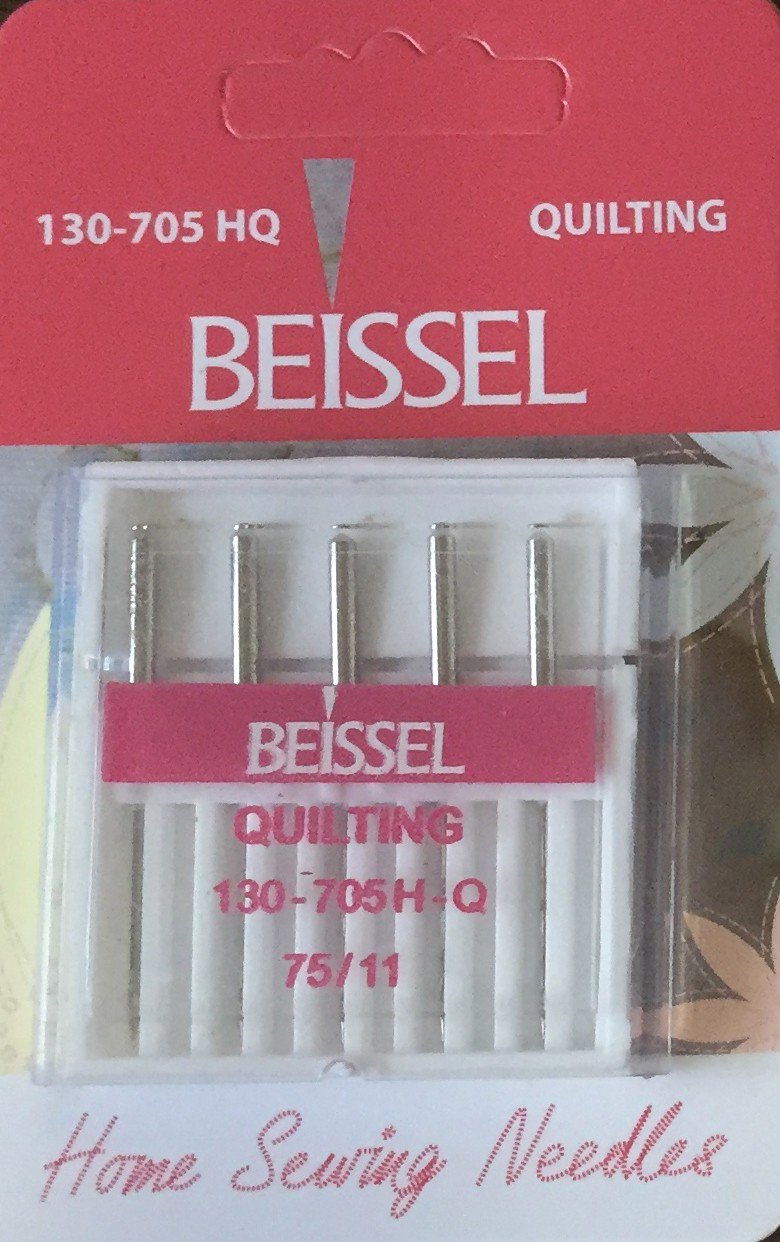 130-705 HQ QUILTING
BEISSEL
BEISSEL
QUILTING
130-705H-Q
75/11
Home Sewing Needles